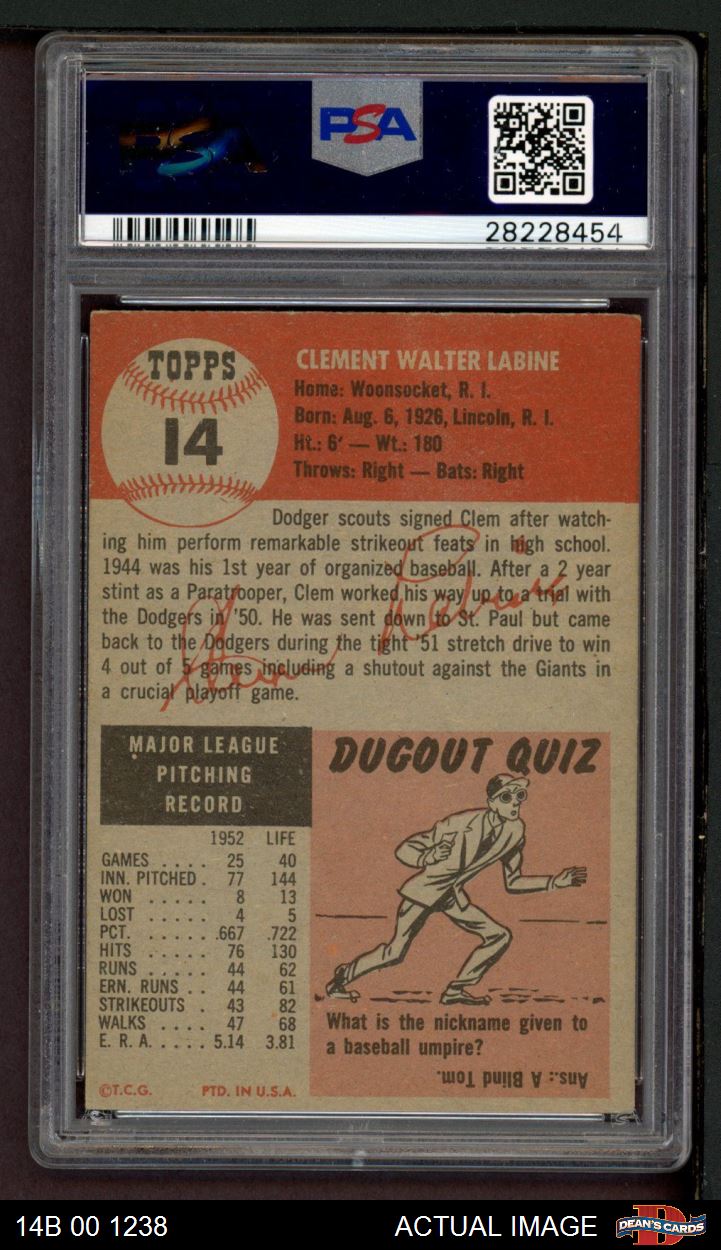 PSA
PSA
28228454
TOPPS
14
CLEMENT WALTER LABINE
Home: Woonsocket, R. I.
Born: Aug. 6, 1926, Lincoln, R. I.
Ht.: 6' — Wt.: 180
Throws: Right — Bats: Right
Dodger scouts signed Clem after watch-
ing him perform remarkable strikeout feats in high school.
1944 was his 1st year of organized baseball. After a 2 year
stint as a Paratrooper, Clem worked his way up to a trial with
the Dodgers in '50. He was sent down to St. Paul but came
back to the Dodgers during the tight '51 stretch drive to win
4 out of 5 games including a shutout against the Giants in
a crucial playoff game.
Clem Labine
MAJOR LEAGUE
PITCHING
RECORD
1952 LIFE
GAMES . . . . 25 40
INN. PITCHED . 77 144
WON . . . . . 8 13
LOST . . . . . 4 5
PCT. . . . . . .667 .722
HITS . . . . . 76 130
RUNS . . . . . 44 62
ERN. RUNS . . 44 61
STRIKEOUTS . 43 82
WALKS . . . . 47 68
E. R. A. . . . . 5.14 3.81
©T.C.G. PTD. IN U.S.A.
DUGOUT QUIZ
What is the nickname given to
a baseball umpire?
Ans.: A Blind Tom.
14B 00 1238 ACTUAL IMAGE DEAN'S CARDS